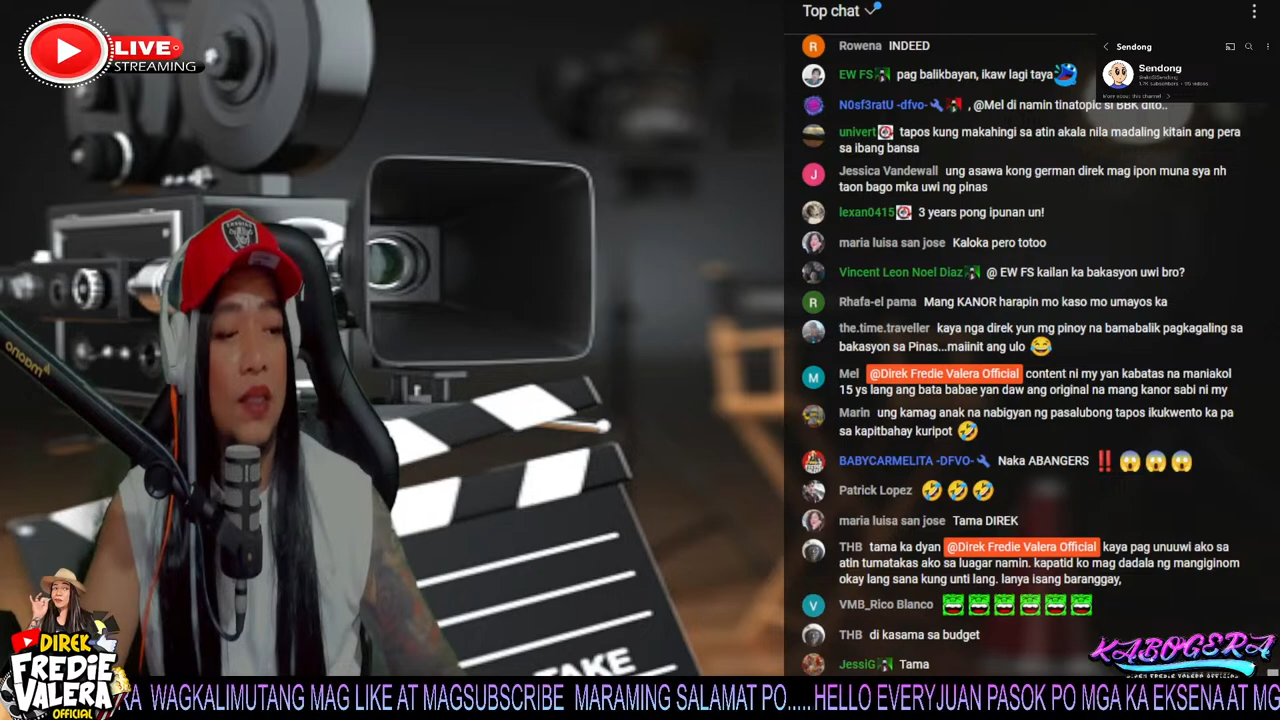 LIVE
STREAMING
RAIDERS
maono
TAKE
DIREK
FREDiE
VALERA
OFFICIAL
Top chat
Sendong
Sendong
More about this channel
Rowena INDEED
EW FS pag balikbayan, ikaw lagi taya
N0sf3ratU -dfvo- , @Mel di namin tinatopic si BBK dito..
univert tapos kung makahingi sa atin akala nila madaling kitain ang pera
sa ibang bansa
Jessica Vandewall ung asawa kong german direk mag ipon muna sya nh
taon bago mka uwi ng pinas
lexan0415 3 years pong ipunan un!
maria luisa san jose Kaloka pero totoo
Vincent Leon Noel Diaz @ EW FS kailan ka bakasyon uwi bro?
R Rhafa-el pama Mang KANOR harapin mo kaso mo umayos ka
the.time.traveller kaya nga direk yun mg pinoy na bamabalik pagkagaling sa
bakasyon sa Pinas...maiinit ang ulo 😂
M Mel @Direk Fredie Valera Official content ni my yan kabatas na maniakol
15 ys lang ang bata babae yan daw ang original na mang kanor sabi ni my
Marin ung kamag anak na nabigyan ng pasalubong tapos ikukwento ka pa
sa kapitbahay kuripot 🤣
BABYCARMELITA -DFVO- Naka ABANGERS ‼️ 😱 😱 😱
Patrick Lopez 🤣 🤣 🤣
maria luisa san jose Tama DIREK
THB tama ka dyan @Direk Fredie Valera Official kaya pag unuuwi ako sa
atin tumatakas ako sa luagar namin. kapatid ko mag dadala ng mangiginom
okay lang sana kung unti lang. lanya isang baranggay,
V VMB_Rico Blanco
THB di kasama sa budget
JessiG Tama
KABOGERA
RA WAGKALIMUTANG MAG LIKE AT MAGSUBSCRIBE MARAMING SALAMAT PO.....HELLO EVERYJUAN PASOK PO MGA KA EKSENA AT MG